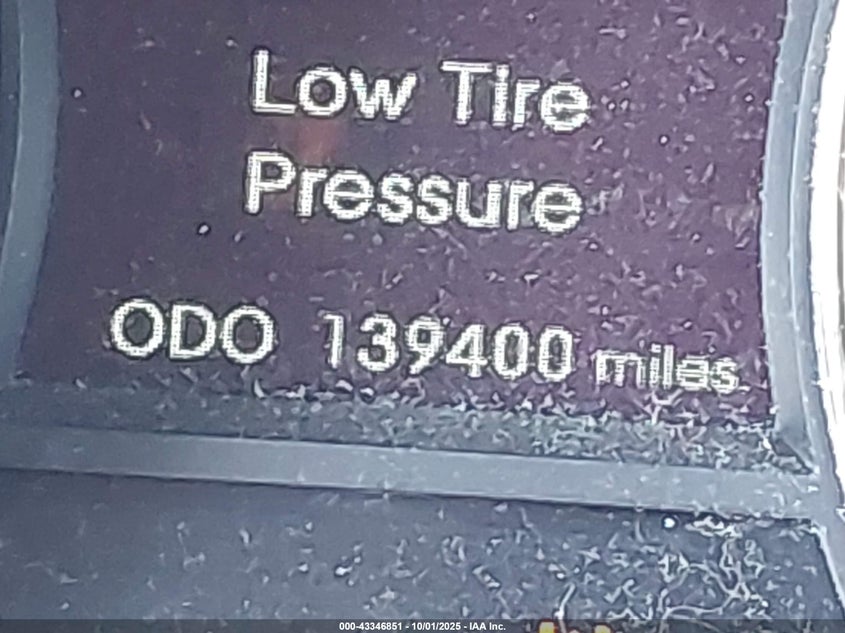 Low Tire
Pressure
ODO 139400 miles
000-43346851 - 10/01/2025 - IAA Inc.